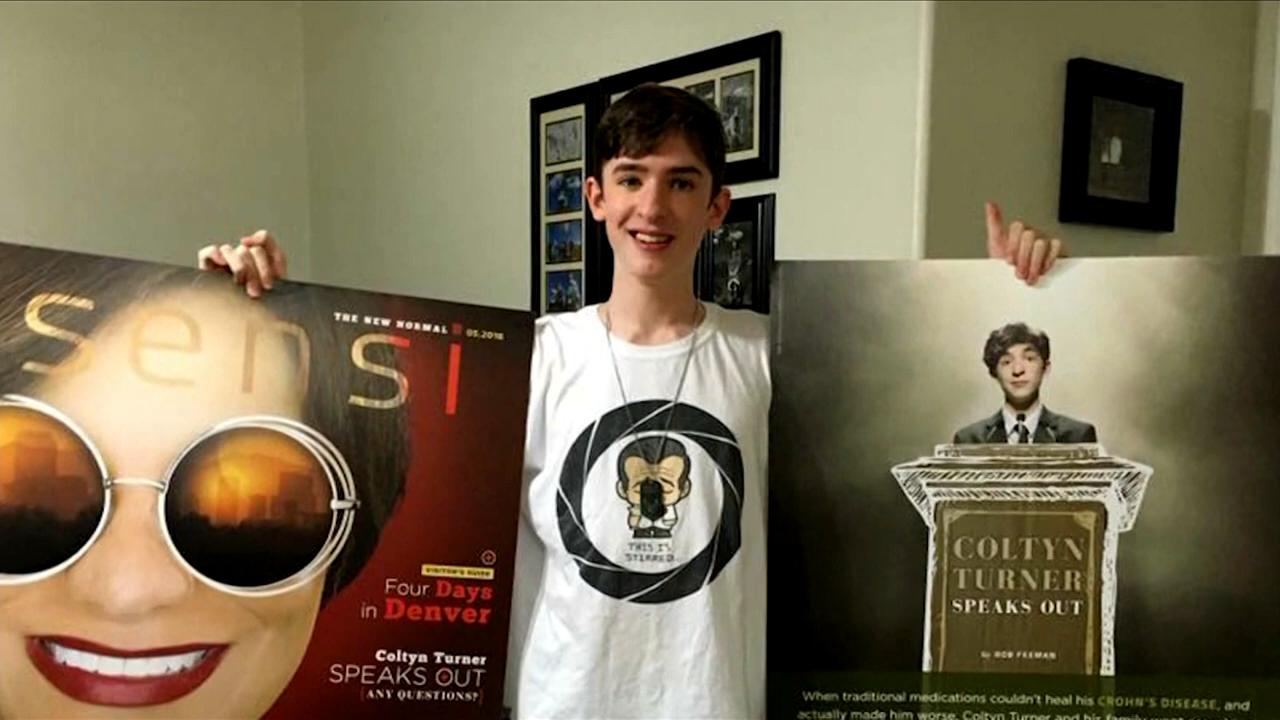 sensi
THE NEW NORMAL
05.2018
VISITOR'S GUIDE
Four Days
in Denver
Coltyn Turner
SPEAKS OUT
{ANY QUESTIONS?}
THIS IS
STIRRED
COLTYN
TURNER
SPEAKS OUT
by ROB FEEMAN
When traditional medications couldn't heal his CROHN'S DISEASE, and
actually made him worse, Coltyn Turner and his family